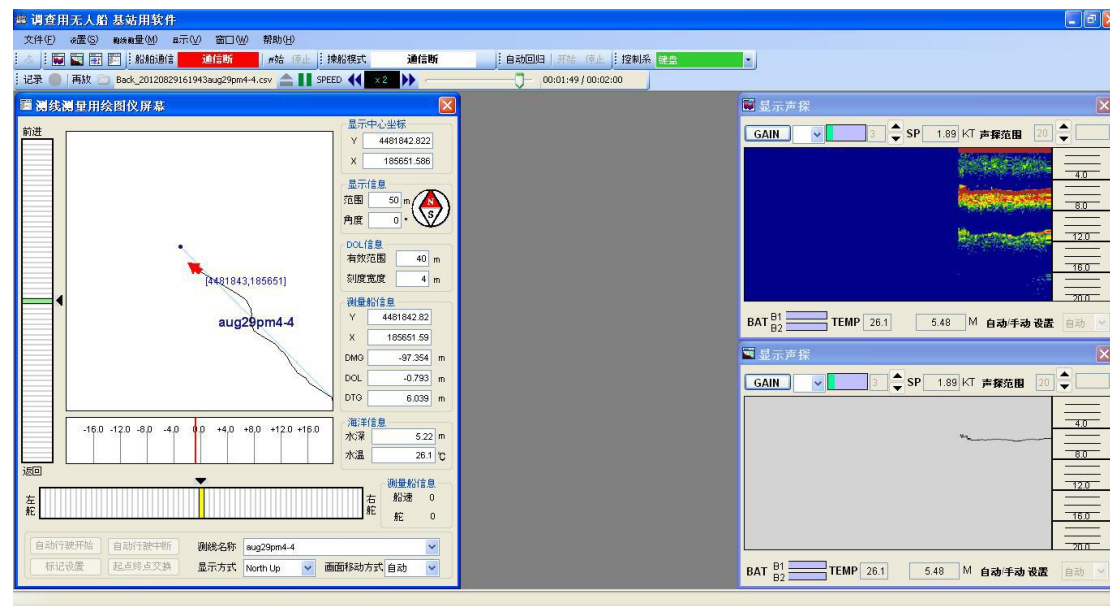 调查用无人船 基站用软件
文件(F) 设置(S) 测量(M) 显示(V) 窗口(W) 帮助(H)
船舶通信 通信断 开始 停止 操船模式 通信断 自动回归 开始 停止 控制系 键盘
记录 再放 Back_20120829161943aug29pm4-4.csv SPEED ×2 00:01:49 / 00:02:00
测线测量用绘图仪屏幕
前进
[4481843,185651]
aug29pm4-4
-16.0 -12.0 -8.0 -4.0 0.0 +4.0 +8.0 +12.0 +16.0
返回
左舵
右舵
显示中心坐标
Y 4481842.822
X 185651.586
显示信息
范围 50 m
角度 0 °
N
S
DOL信息
有效范围 40 m
刻度宽度 4 m
测量船信息
Y 4481842.82
X 185651.59
DMG -97.354 m
DOL -0.793 m
DTG 6.039 m
海洋信息
水深 5.22 m
水温 26.1 ℃
测量船信息
船速 0
舵 0
自动行驶开始 自动行驶中断 测线名称 aug29pm4-4
标记设置 起点终点交换 显示方式 North Up 画面移动方式 自动
显示声探
GAIN 3 SP 1.89 KT 声探范围 20
4.0
8.0
12.0
16.0
20.0
BAT B1 B2 TEMP 26.1 5.48 M 自动/手动 设置 自动
显示声探
GAIN 3 SP 1.89 KT 声探范围 20
4.0
8.0
12.0
16.0
20.0
BAT B1 B2 TEMP 26.1 5.48 M 自动/手动 设置 自动